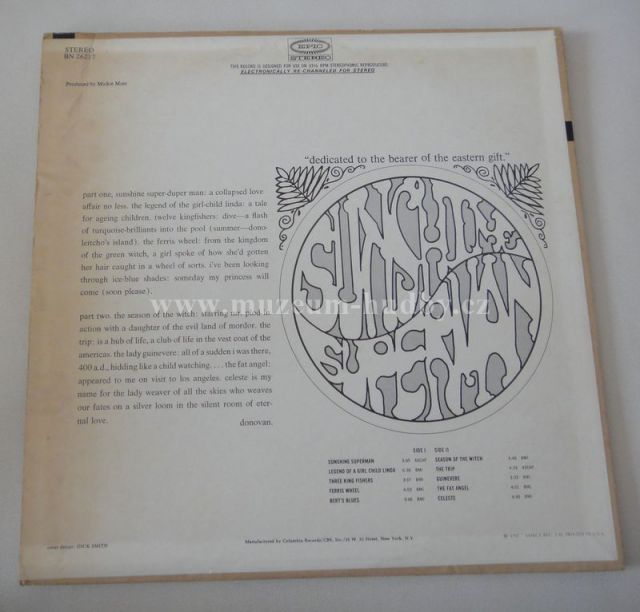 STEREO
BN 26217
EPIC
STEREO
THIS RECORD IS DESIGNED FOR USE ON 33⅓ RPM STEREOPHONIC REPRODUCERS.
ELECTRONICALLY RE-CHANNELED FOR STEREO
Produced by Mickie Most
"dedicated to the bearer of the eastern gift."
part one, sunshine super-duper man: a collapsed love
affair no less. the legend of the girl-child linda: a tale
for ageing children. twelve kingfishers: dive—a flash
of turquoise-brilliants into the pool (summer—dono-
leitcho's island). the ferris wheel: from the kingdom
of the green witch, a girl spoke of how she'd gotten
her hair caught in a wheel of sorts. i've been looking
through ice-blue shades: someday my princess will
come (soon please).
part two. the season of the witch: starring mr. plod in
action with a daughter of the evil land of mordor. the
trip: is a hub of life, a club of life in the vest coat of the
americas. the lady guinevere: all of a sudden i was there,
400 a.d., hidding like a child watching. . . . the fat angel:
appeared to me on visit to los angeles. celeste is my
name for the lady weaver of all the skies who weaves
our fates on a silver loom in the silent room of eter-
nal love.
donovan.
SUNSHINE
SUPERMAN
www.muzeum-hudby.cz
SIDE I
SUNSHINE SUPERMAN
LEGEND OF A GIRL CHILD LINDA
THREE KING FISHERS
FERRIS WHEEL
BERT'S BLUES
SIDE II
SEASON OF THE WITCH
THE TRIP
GUINEVERE
THE FAT ANGEL
CELESTE
cover design: DICK SMITH
Manufactured by Columbia Records/CBS, Inc./51 W. 52 Street, New York, N.Y.